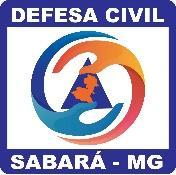 DEFESA CIVIL
SABARÁ - MG